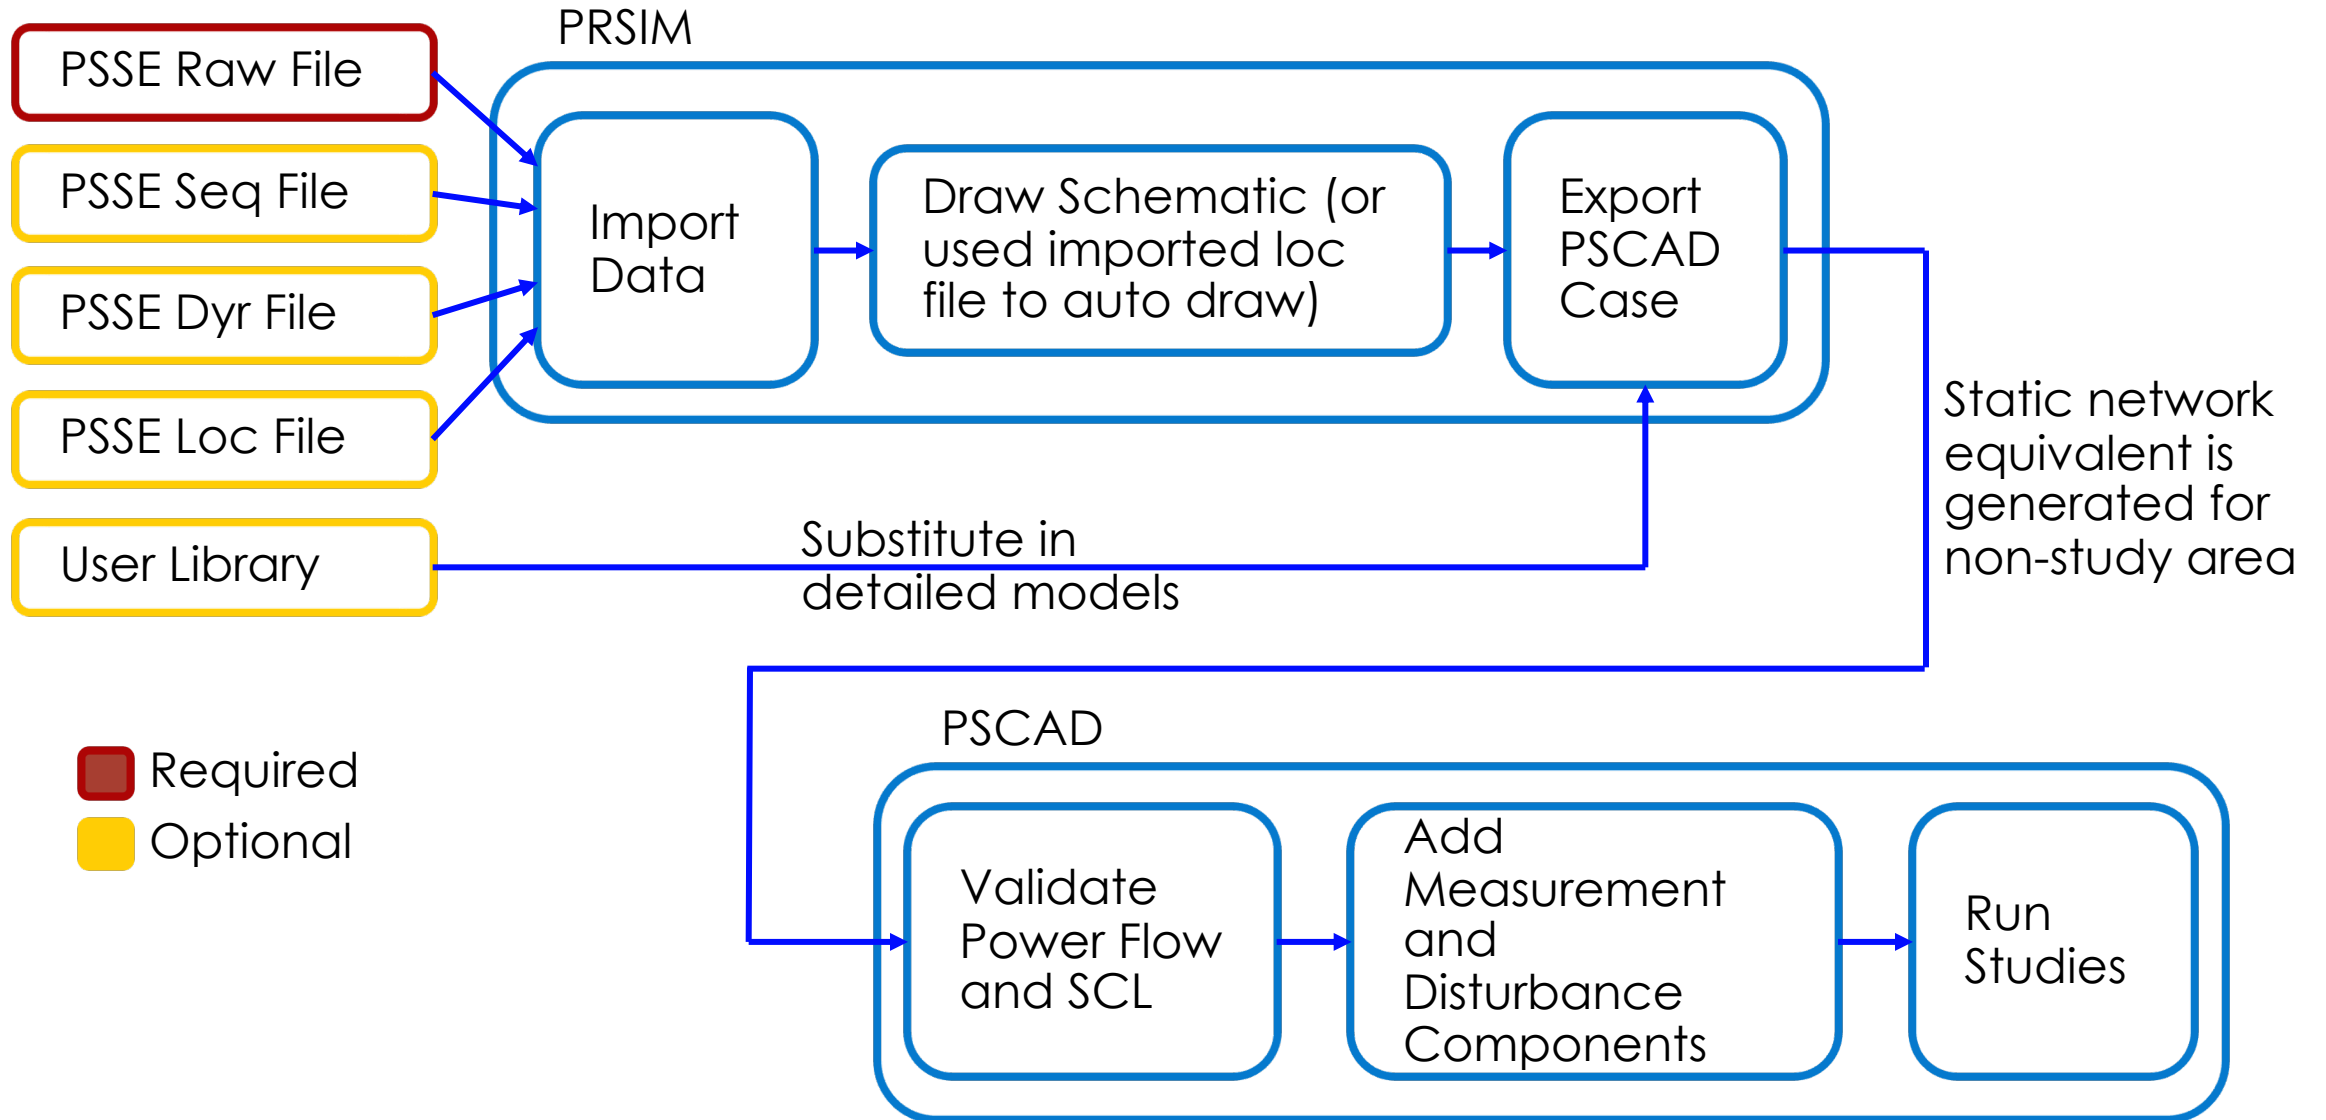 PRSIM
PSSE Raw File
PSSE Seq File
PSSE Dyr File
PSSE Loc File
User Library
Import
Data
Draw Schematic (or
used imported loc
file to auto draw)
Export
PSCAD
Case
Static network
equivalent is
generated for
non-study area
Substitute in
detailed models
Required
Optional
PSCAD
Validate
Power Flow
and SCL
Add
Measurement
and
Disturbance
Components
Run
Studies